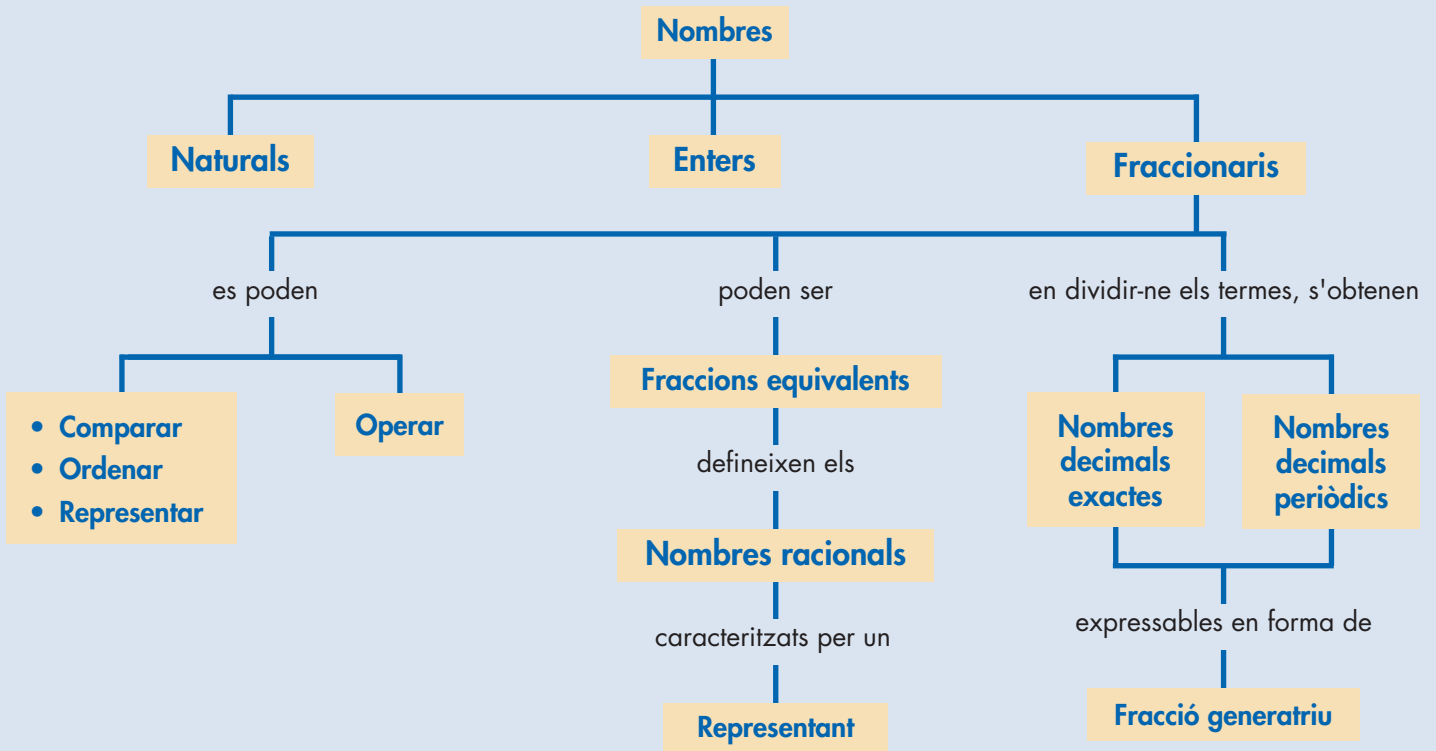 Nombres
Naturals
Enters
Fraccionaris
es poden
poden ser
en dividir-ne els termes, s'obtenen
• Comparar
• Ordenar
• Representar
Operar
Fraccions equivalents
defineixen els
Nombres racionals
caracteritzats per un
Representant
Nombres
decimals
exactes
Nombres
decimals
periòdics
expressables en forma de
Fracció generatriu